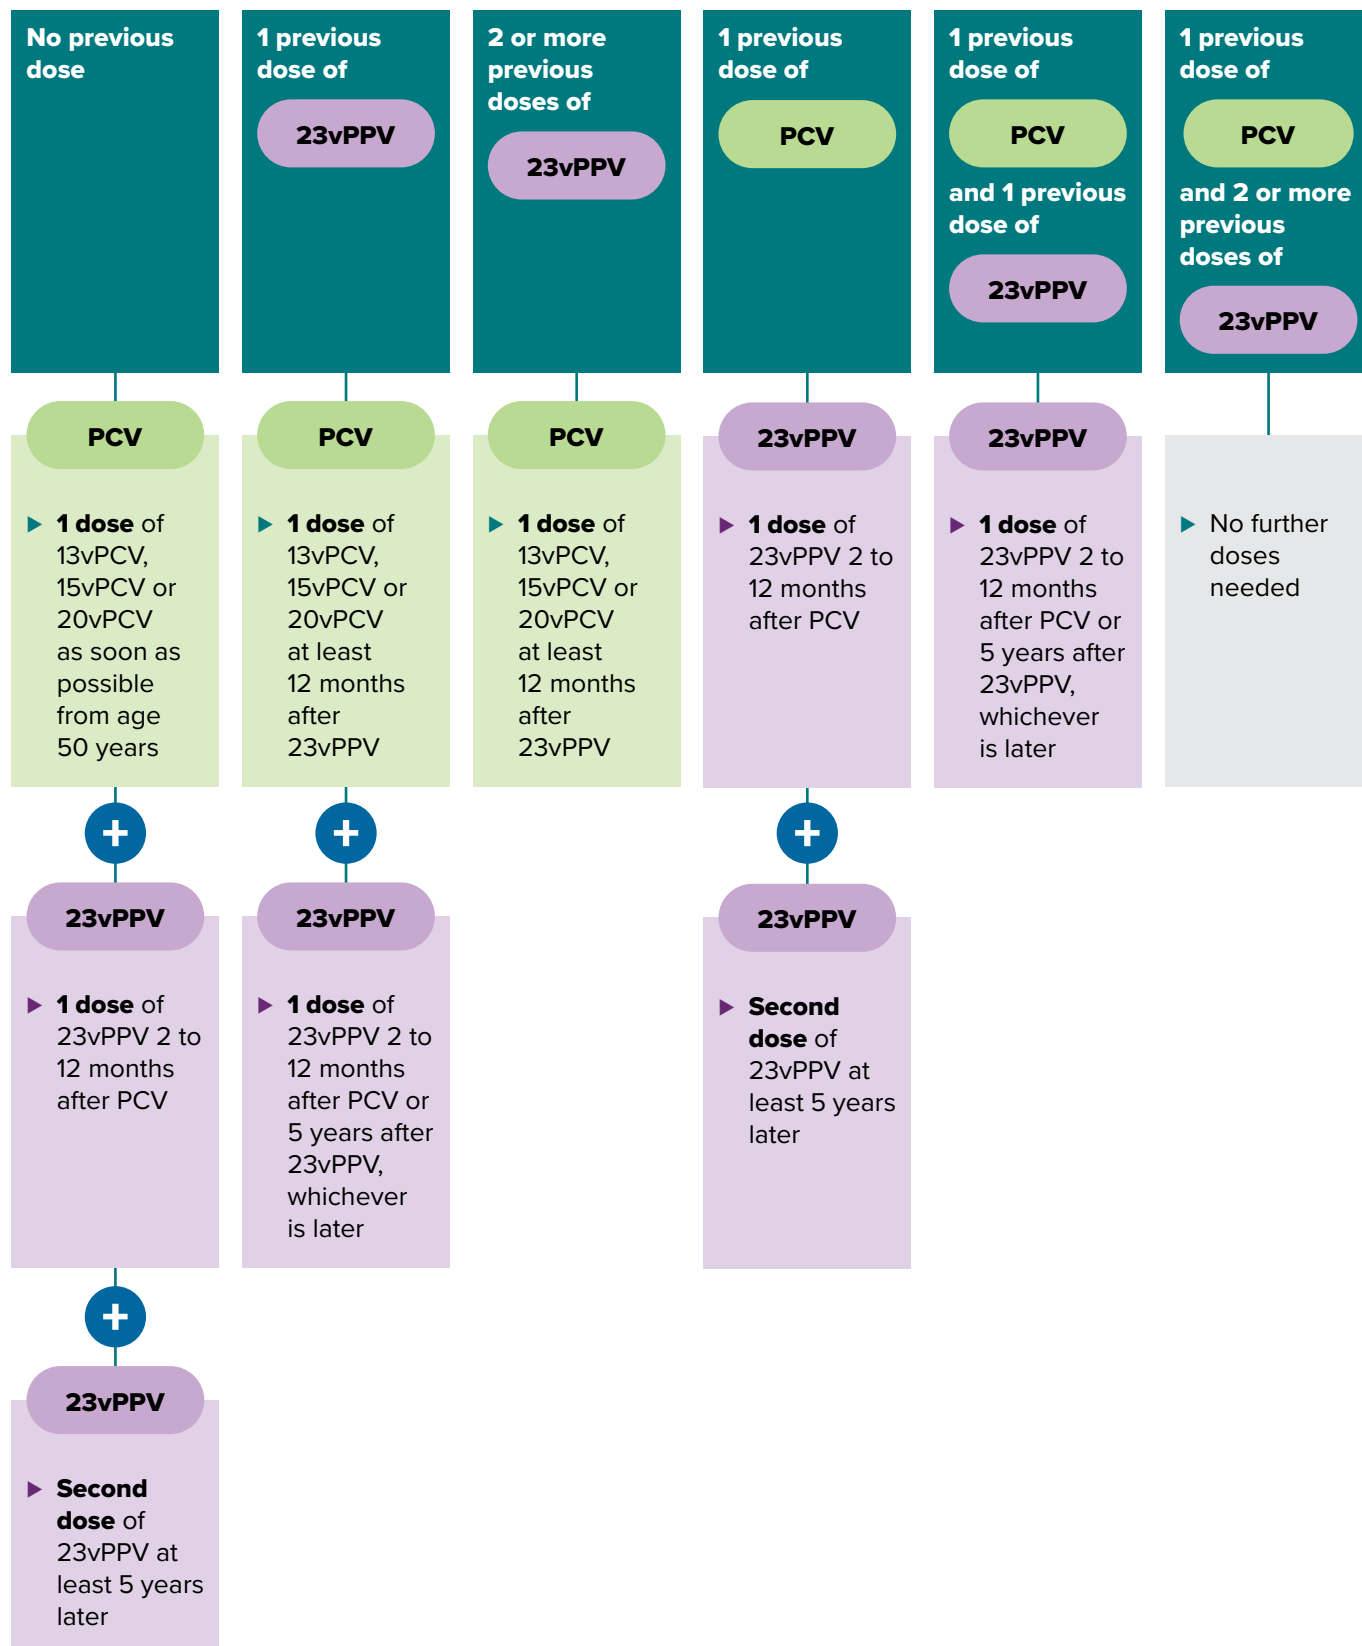 No previous
dose
PCV
1 dose of
13vPCV,
15vPCV or
20vPCV
as soon as
possible
from age
50 years
+
23vPPV
1 dose of
23vPPV 2 to
12 months
after PCV
+
23vPPV
Second
dose of
23vPPV at
least 5 years
later
1 previous
dose of
23vPPV
PCV
1 dose of
13vPCV,
15vPCV or
20vPCV
at least
12 months
after
23vPPV
+
23vPPV
1 dose of
23vPPV 2 to
12 months
after PCV or
5 years after
23vPPV,
whichever
is later
2 or more
previous
doses of
23vPPV
PCV
1 dose of
13vPCV,
15vPCV or
20vPCV
at least
12 months
after
23vPPV
1 previous
dose of
PCV
23vPPV
1 dose of
23vPPV 2 to
12 months
after PCV
+
23vPPV
Second
dose of
23vPPV at
least 5 years
later
1 previous
dose of
PCV
and 1 previous
dose of
23vPPV
23vPPV
1 dose of
23vPPV 2 to
12 months
after PCV or
5 years after
23vPPV,
whichever
is later
1 previous
dose of
PCV
and 2 or more
previous
doses of
23vPPV
No further
doses
needed